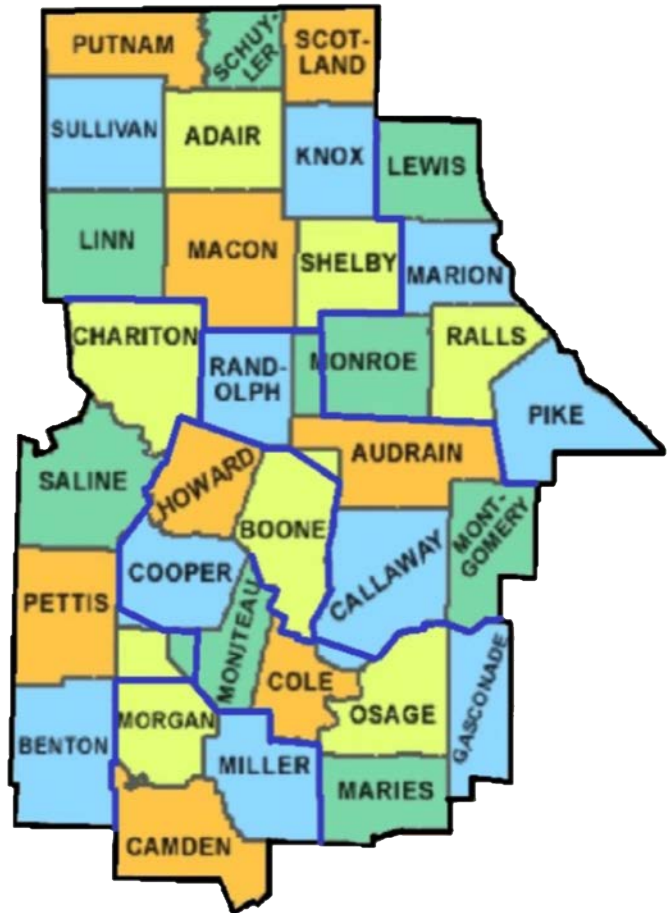 PUTNAM
SCHUY-
LER
SCOT-
LAND
SULLIVAN
ADAIR
KNOX
LEWIS
LINN
MACON
SHELBY
MARION
CHARITON
RAND-
OLPH
MONROE
RALLS
PIKE
SALINE
HOWARD
AUDRAIN
BOONE
MONT-
GOMERY
COOPER
CALLAWAY
PETTIS
MONITEAU
COLE
OSAGE
GASCONADE
BENTON
MORGAN
MILLER
MARIES
CAMDEN